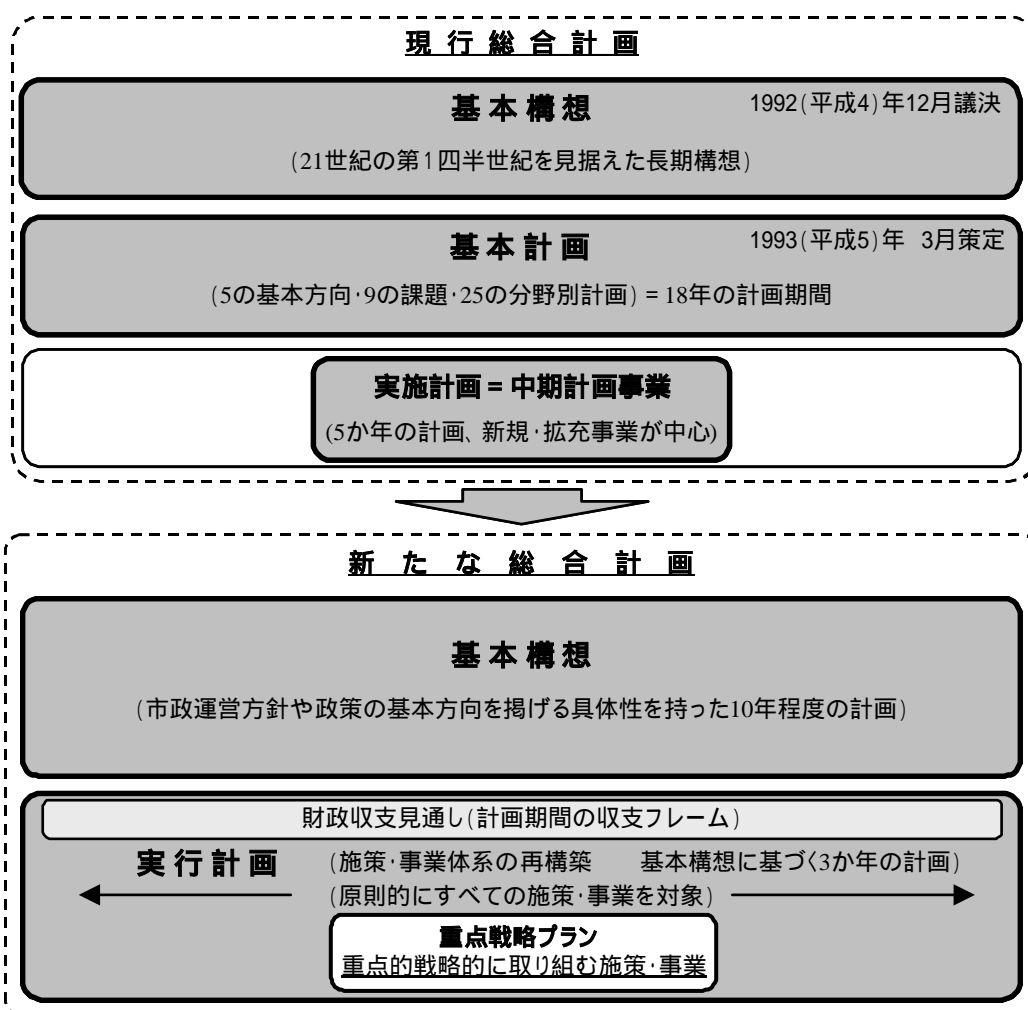 現行総合計画
基本構想 1992(平成4)年12月議決
(21世紀の第1四半世紀を見据えた長期構想)
基本計画 1993(平成5)年 3月策定
(5の基本方向・9の課題・25の分野別計画)=18年の計画期間
実施計画=中期計画事業
(5か年の計画、新規・拡充事業が中心)
新たな総合計画
基本構想
(市政運営方針や政策の基本方向を掲げる具体性を持った10年程度の計画)
財政収支見通し(計画期間の収支フレーム)
実行計画 (施策・事業体系の再構築 基本構想に基づく3か年の計画)
(原則的にすべての施策・事業を対象)
重点戦略プラン
重点的戦略的に取り組む施策・事業